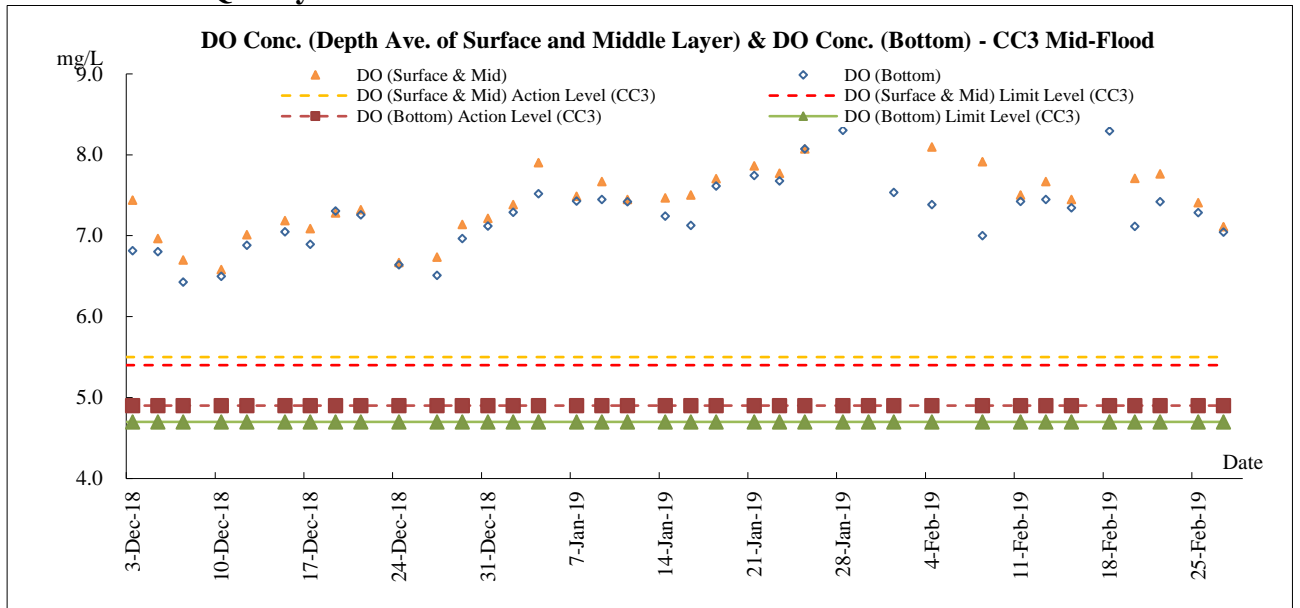 DO Conc. (Depth Ave. of Surface and Middle Layer) & DO Conc. (Bottom) - CC3 Mid-Flood
mg/L
9.0
8.0
7.0
6.0
5.0
4.0
DO (Surface & Mid)
DO (Bottom)
DO (Surface & Mid) Action Level (CC3)
DO (Surface & Mid) Limit Level (CC3)
DO (Bottom) Action Level (CC3)
DO (Bottom) Limit Level (CC3)
Date
3-Dec-18
10-Dec-18
17-Dec-18
24-Dec-18
31-Dec-18
7-Jan-19
14-Jan-19
21-Jan-19
28-Jan-19
4-Feb-19
11-Feb-19
18-Feb-19
25-Feb-19